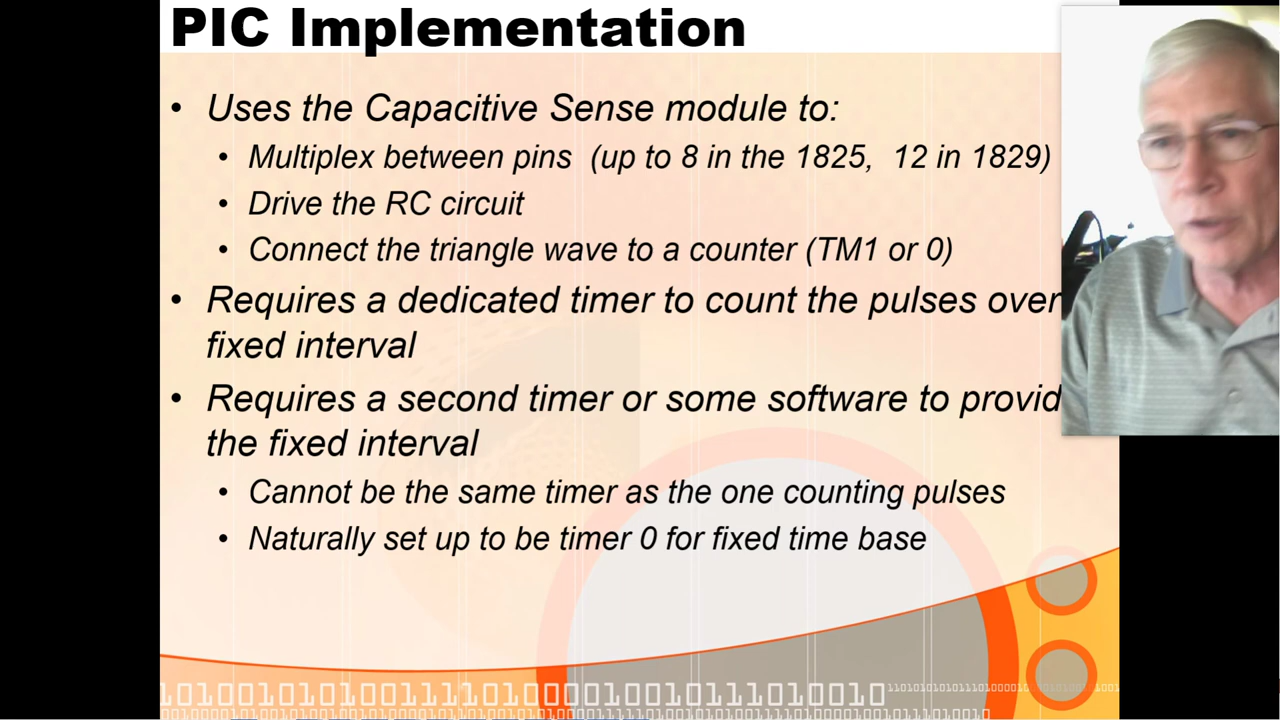 PIC Implementation
• Uses the Capacitive Sense module to:
• Multiplex between pins (up to 8 in the 1825, 12 in 1829)
• Drive the RC circuit
• Connect the triangle wave to a counter (TM1 or 0)
• Requires a dedicated timer to count the pulses over
fixed interval
• Requires a second timer or some software to provid
the fixed interval
• Cannot be the same timer as the one counting pulses
• Naturally set up to be timer 0 for fixed time base